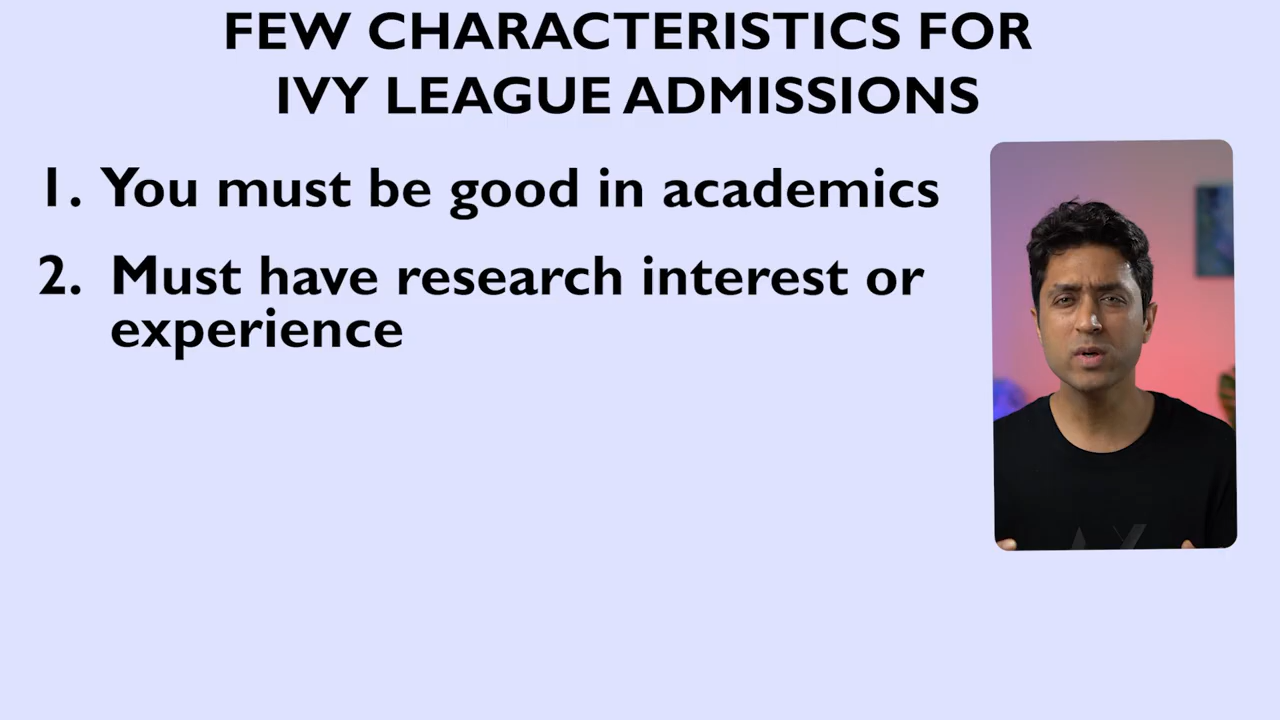 FEW CHARACTERISTICS FOR
IVY LEAGUE ADMISSIONS
1. You must be good in academics
2. Must have research interest or
experience